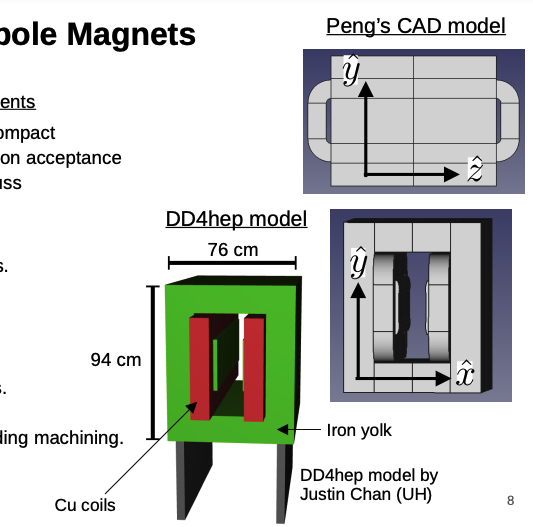 pole Magnets
Peng's CAD model
ŷ
ẑ
ents
ompact
on acceptance
uss
DD4hep model
76 cm
ŷ
x̂
s.
94 cm
s.
ding machining.
Iron yolk
Cu coils
DD4hep model by
Justin Chan (UH)
8